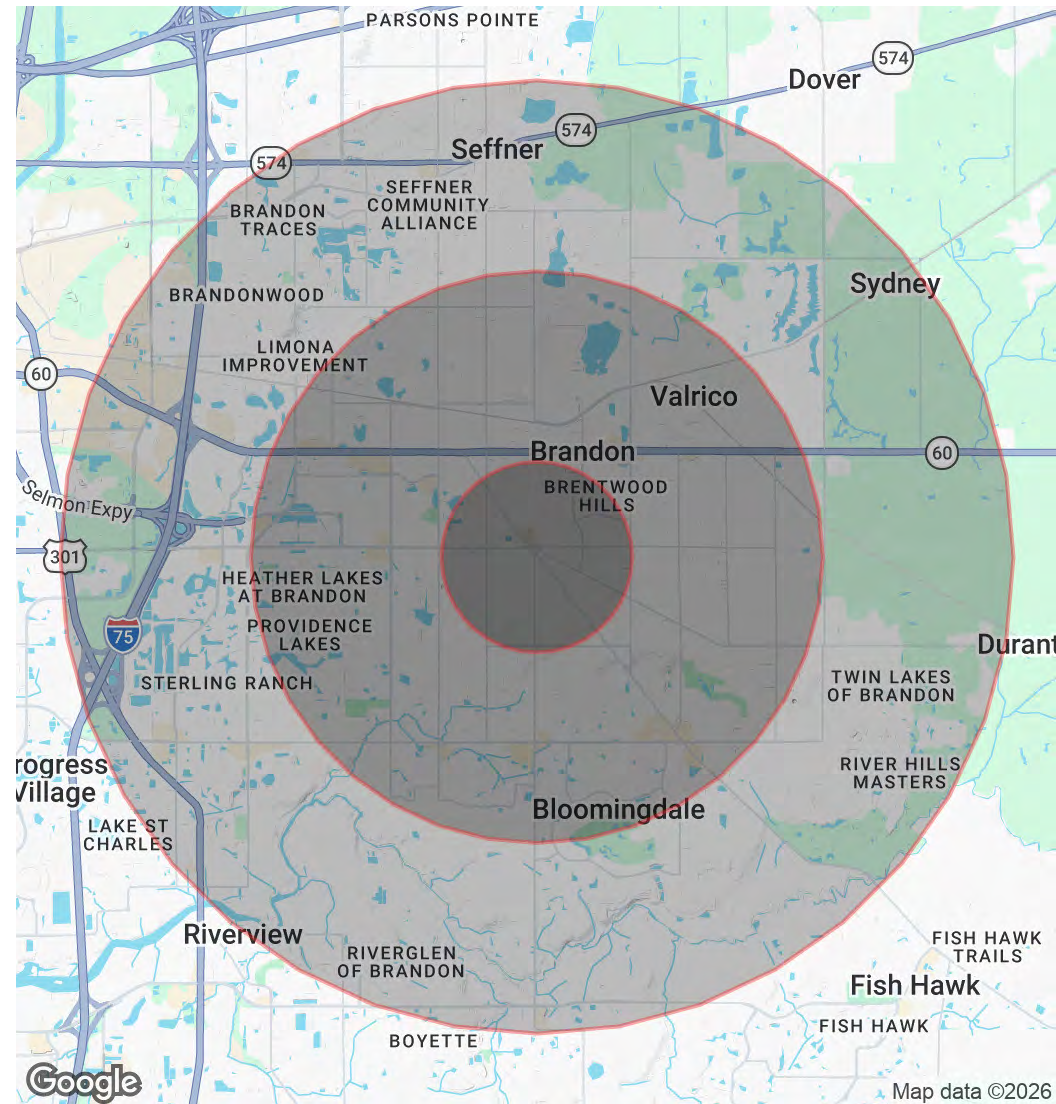 PARSONS POINTE
574
Dover
574
Seffner
574
SEFFNER
COMMUNITY
ALLIANCE
BRANDON
TRACES
Sydney
BRANDONWOOD
LIMONA
IMPROVEMENT
60
Valrico
Brandon
60
BRENTWOOD
HILLS
Selmon Expy
301
HEATHER LAKES
AT BRANDON
PROVIDENCE
LAKES
75
Durant
STERLING RANCH
TWIN LAKES
OF BRANDON
rogress
Village
RIVER HILLS
MASTERS
Bloomingdale
LAKE ST
CHARLES
Riverview
RIVERGLEN
OF BRANDON
FISH HAWK
TRAILS
Fish Hawk
FISH HAWK
BOYETTE
Google
Map data ©2026